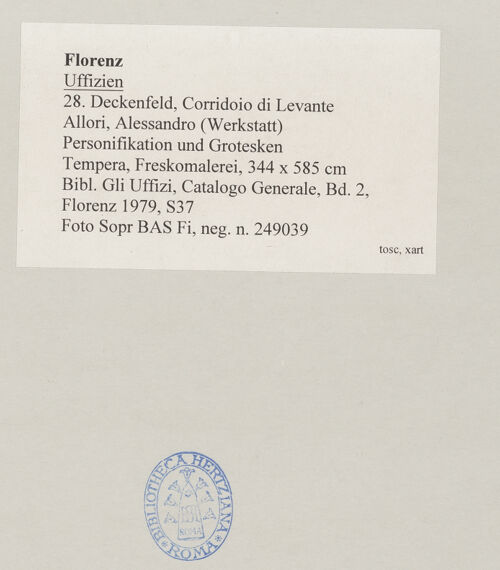 Florenz
Uffizien
28. Deckenfeld, Corridoio di Levante
Allori, Alessandro (Werkstatt)
Personifikation und Grotesken
Tempera, Freskomalerei, 344 x 585 cm
Bibl. Gli Uffizi, Catalogo Generale, Bd. 2,
Florenz 1979, S37
Foto Sopr BAS Fi, neg. n. 249039
tosc, xart
BIBLIOTHECA HERTZIANA
* ROMA *
ROMA